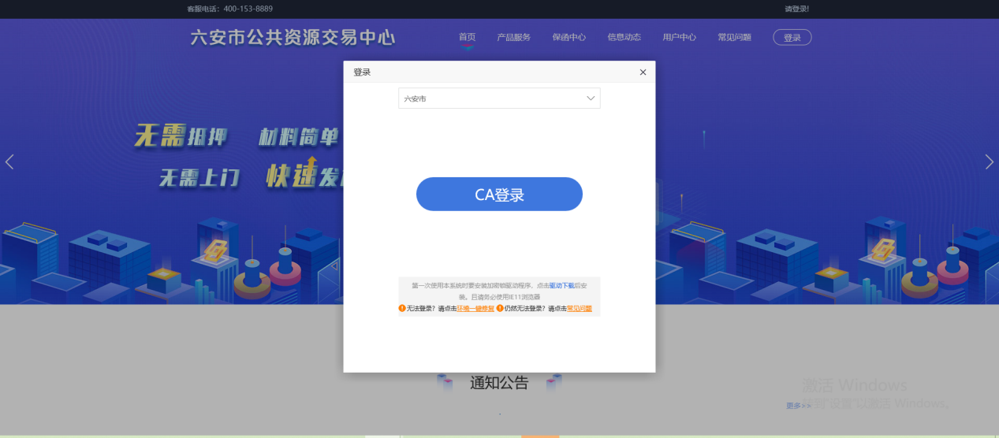 客服电话：400-153-8889
请登录!
六安市公共资源交易中心
首页 产品服务 保函中心 信息动态 用户中心 常见问题 登录
登录
六安市
无需抵押 材料简单
无需上门 快速发
CA登录
第一次使用本系统时要安装加密锁驱动程序、点击驱动下载后安
装。且请务必使用IE11浏览器
无法登录？请点击环境一键修复 仍然无法登录？请点击常见问题
通知公告
激活 Windows
更多>>
转到"设置"以激活 Windows。